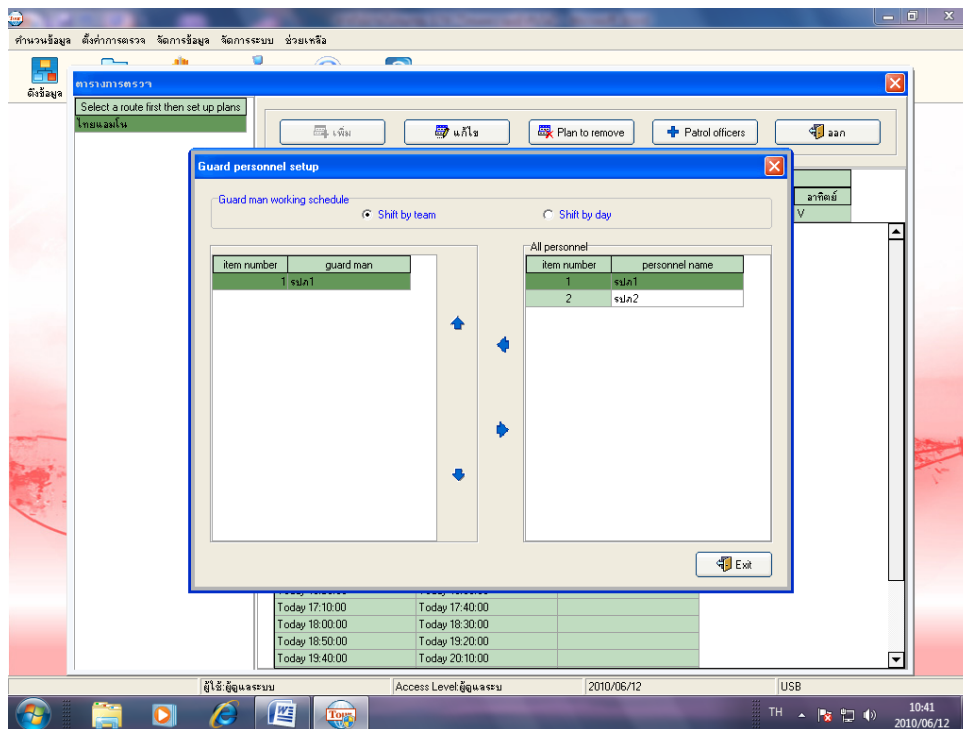 คำนวนข้อมูล ตั้งค่าการตรวจ จัดการข้อมูล จัดการระบบ ช่วยเหลือ
ดึงข้อมูล
ตารางการตรวจ
Select a route first then set up plans
ไทยแลมโน
เพิ่ม แก้ไข Plan to remove Patrol officers ออก
อาทิตย์
V
Guard personnel setup
Guard man working schedule
Shift by team Shift by day
All personnel
item number guard man item number personnel name
1 รปภ1 1 รปภ1
2 รปภ2
Exit
Today 17:10:00 Today 17:40:00
Today 18:00:00 Today 18:30:00
Today 18:50:00 Today 19:20:00
Today 19:40:00 Today 20:10:00
ผู้ใช้:ผู้ดูแลระบบ Access Level:ผู้ดูแลระบ 2010/06/12 USB
Tour
TH 10:41
2010/06/12